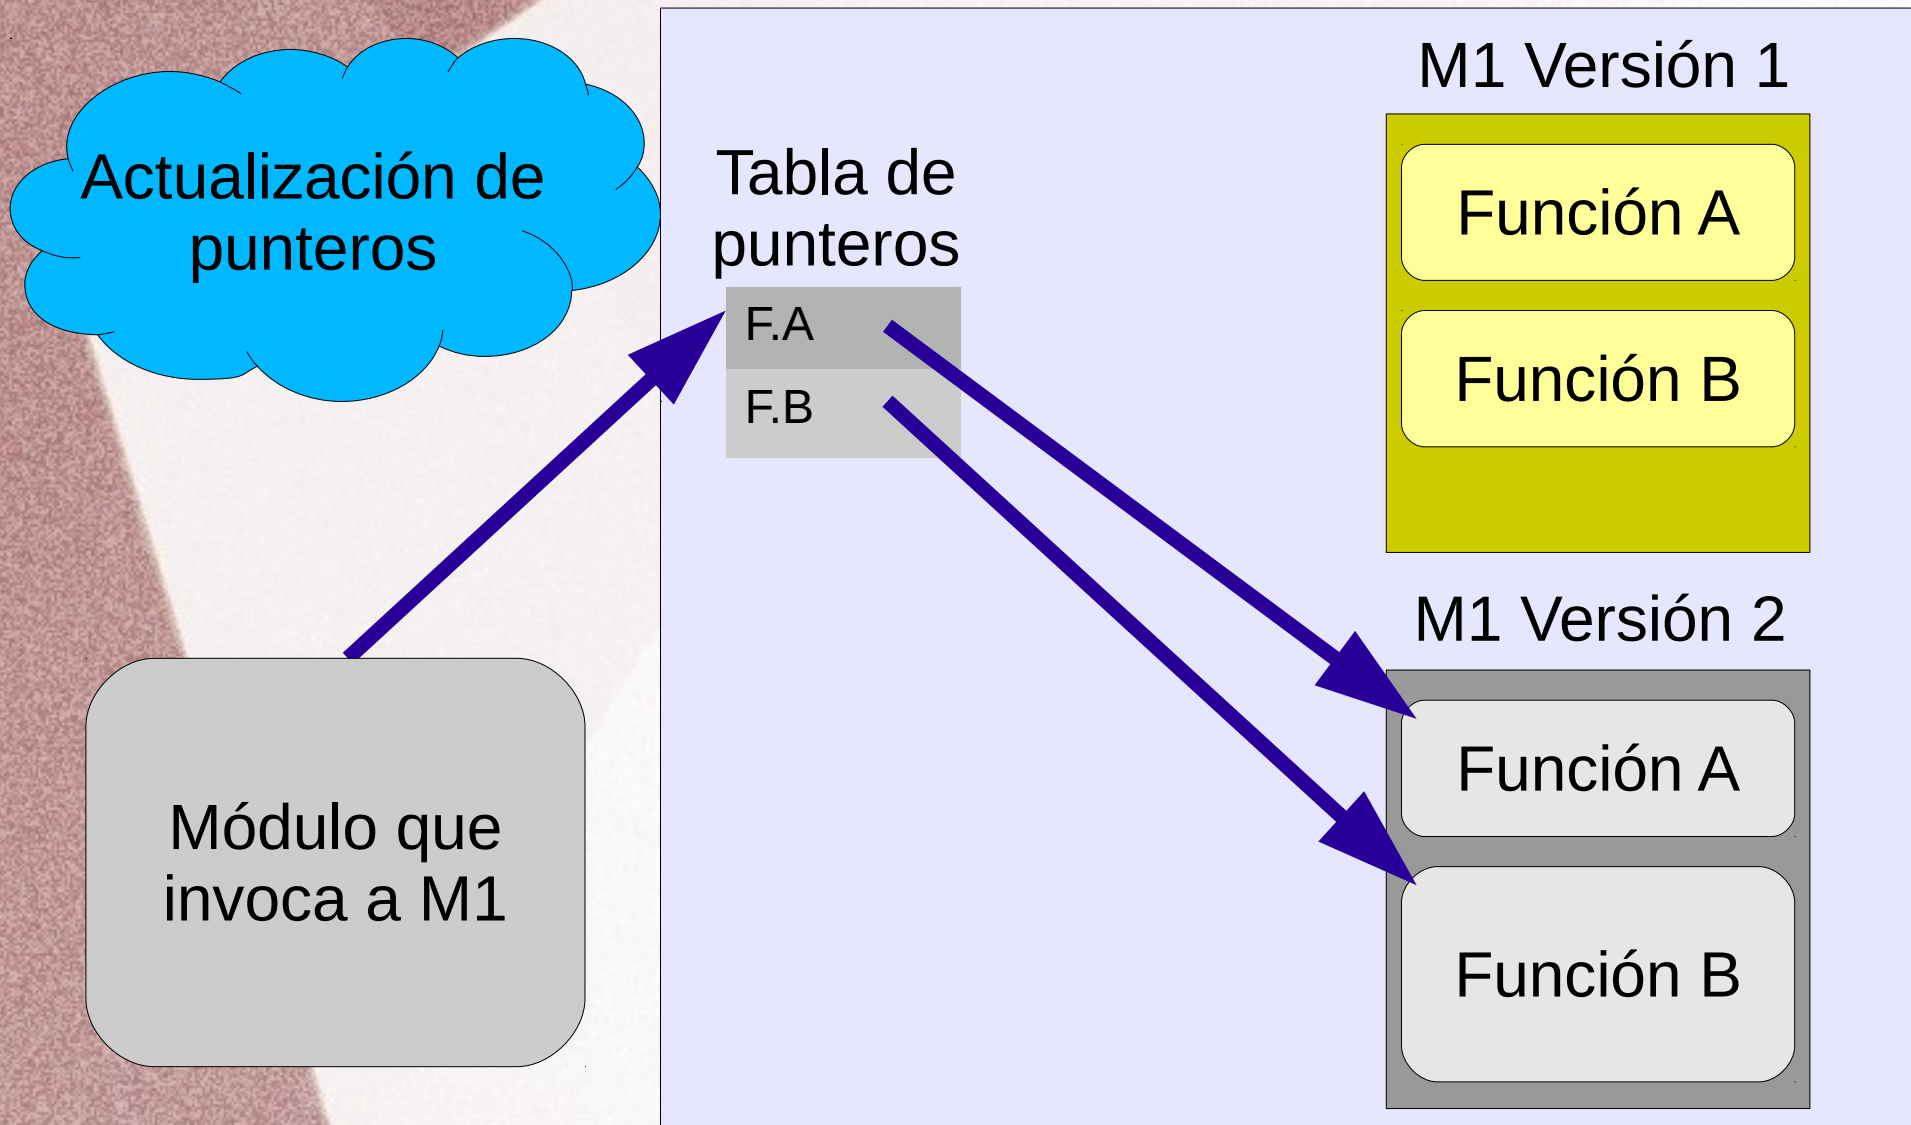 Actualización de
punteros
Tabla de
punteros
F.A
F.B
M1 Versión 1
Función A
Función B
M1 Versión 2
Función A
Función B
Módulo que
invoca a M1